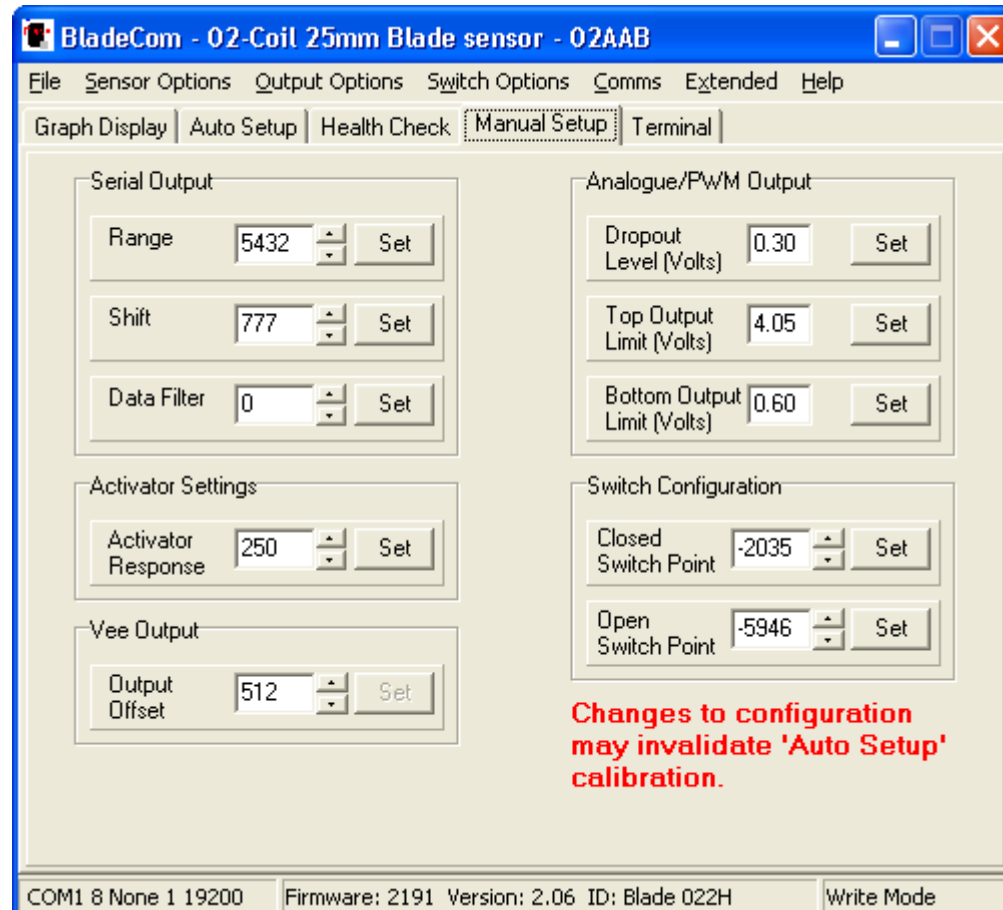 BladeCom - 02-Coil 25mm Blade sensor - 02AAB
File Sensor Options Output Options Switch Options Comms Extended Help
Graph Display Auto Setup Health Check Manual Setup Terminal
Serial Output
Range 5432 Set
Shift 777 Set
Data Filter 0 Set
Activator Settings
Activator
Response 250 Set
Vee Output
Output
Offset 512 Set
Analogue/PWM Output
Dropout
Level (Volts) 0.30 Set
Top Output
Limit (Volts) 4.05 Set
Bottom Output
Limit (Volts) 0.60 Set
Switch Configuration
Closed
Switch Point -2035 Set
Open
Switch Point -5946 Set
Changes to configuration
may invalidate 'Auto Setup'
calibration.
COM1 8 None 1 19200 Firmware: 2191 Version: 2.06 ID: Blade 022H Write Mode